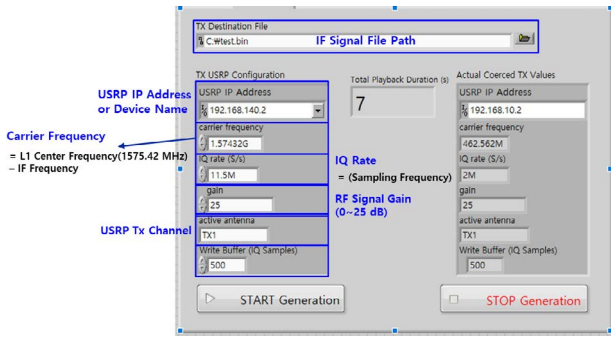 TX Destination File
C:\test.bin
IF Signal File Path
TX USRP Configuration
Total Playback Duration (s)
Actual Coerced TX Values
USRP IP Address
or Device Name
USRP IP Address
192.168.140.2
7
USRP IP Address
192.168.10.2
Carrier Frequency
= L1 Center Frequency(1575.42 MHz)
– IF Frequency
carrier frequency
1.57432G
carrier frequency
462.562M
IQ rate (S/s)
11.5M
IQ Rate
= (Sampling Frequency)
IQ rate (S/s)
2M
gain
25
RF Signal Gain
(0~25 dB)
gain
25
USRP Tx Channel
active antenna
TX1
active antenna
TX1
Write Buffer (IQ Samples)
500
Write Buffer (IQ Samples)
500
START Generation
STOP Generation